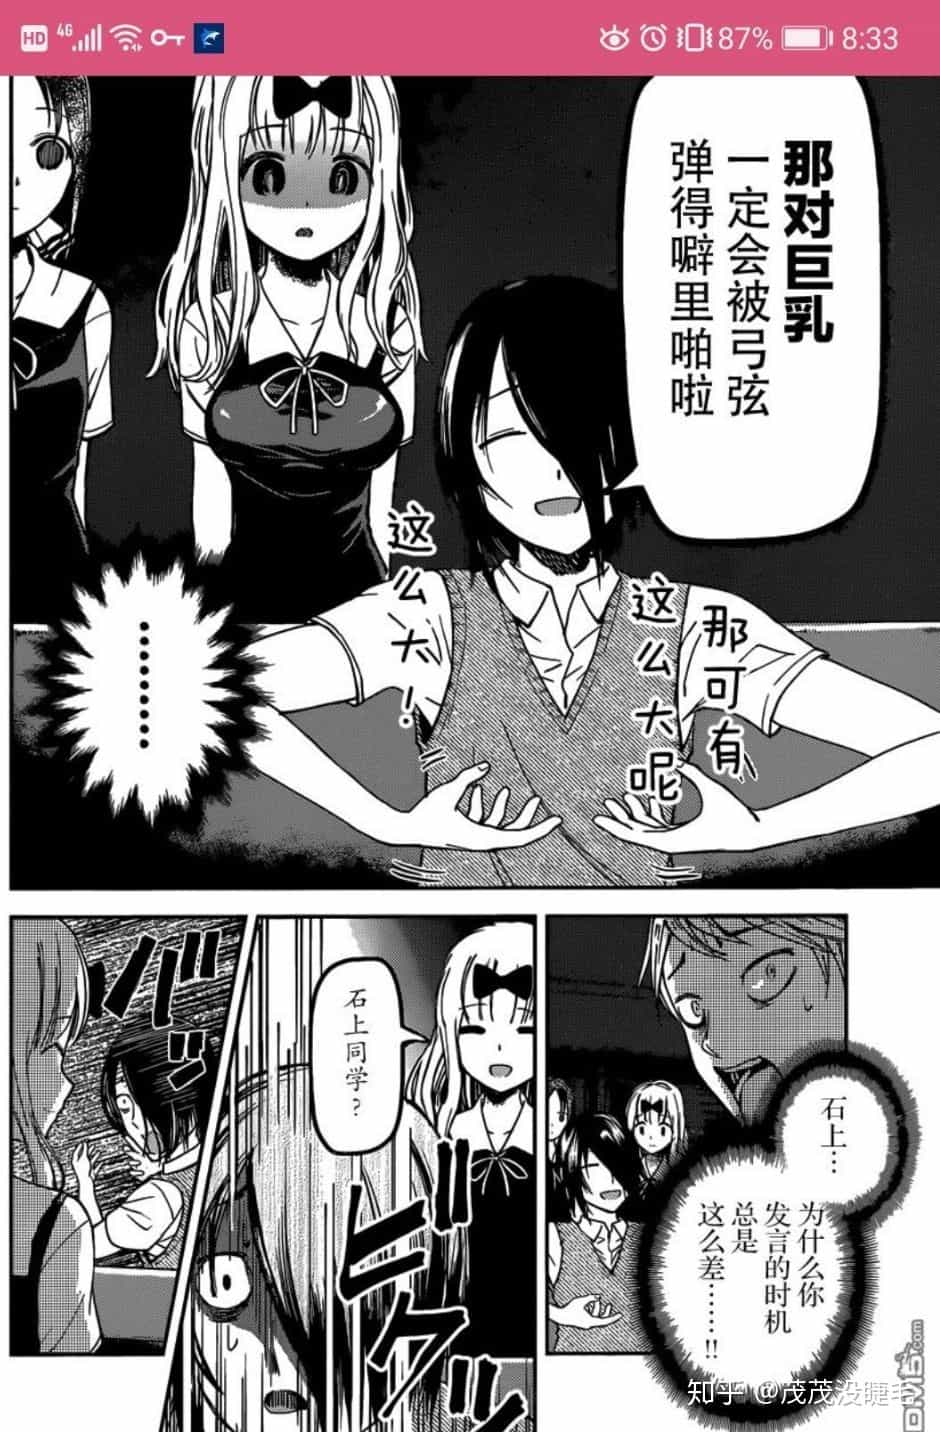 HD 4G 87% 8:33
那对巨乳
一定会被弓弦
弹得噼里啪啦
那可有
这么大呢
这么大！
………
石上…
为什么你
发言的时机
总是
这么差……!!
石上同学?
ビクゥッ
知乎 @茂茂没睫毛
DM5.com